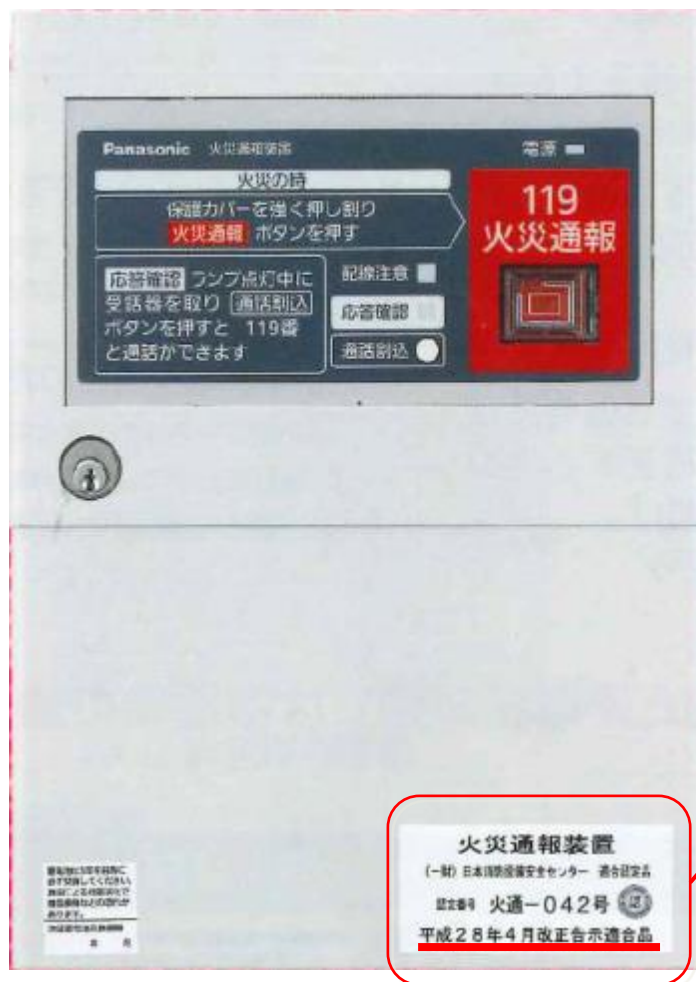 Panasonic 火災通報装置
電源
火災の時
保護カバーを強く押し割り
火災通報 ボタンを押す
119
火災通報
応答確認 ランプ点灯中に
受話器を取り 通話割込
ボタンを押すと 119番
と通話ができます
配線注意
応答確認
通話割込
火災通報装置
(一財)日本消防設備安全センター 適合認定品
認定番号 火通-042号 認
平成28年4月改正告示適合品
年 月